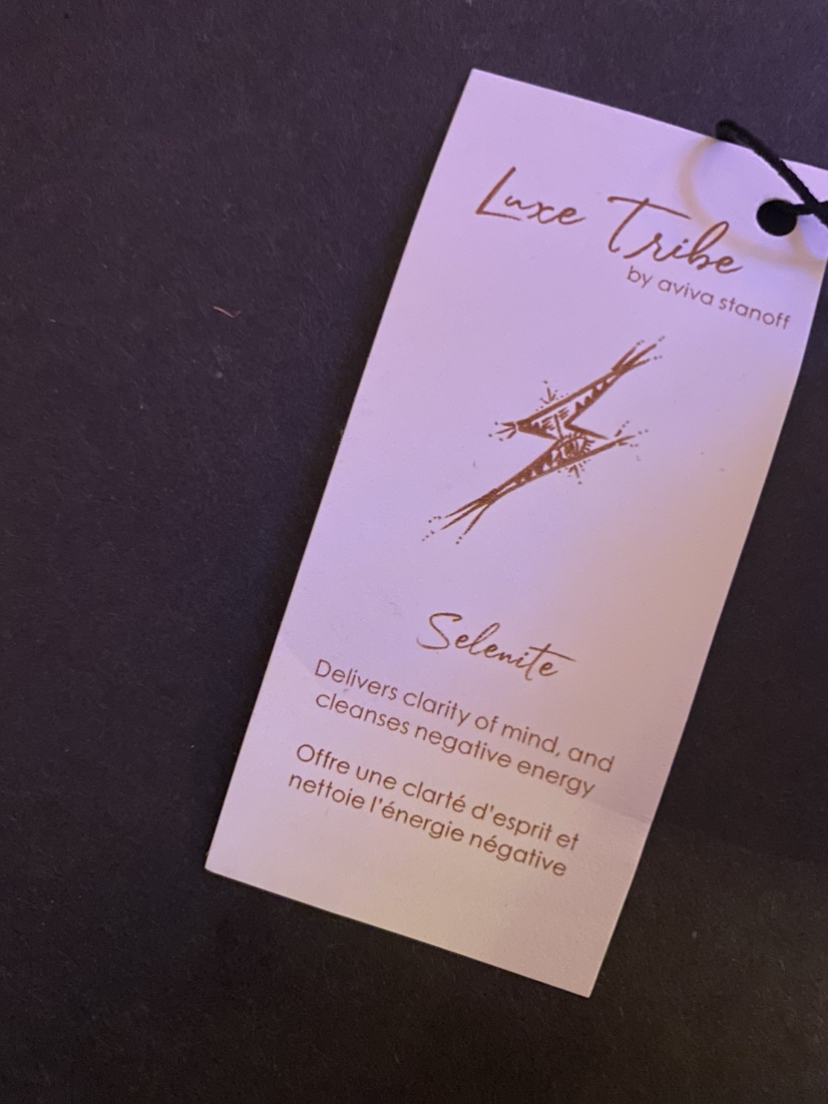 Luxe Tribe
by aviva stanoff
Selenite
Delivers clarity of mind, and
cleanses negative energy
Offre une clarté d'esprit et
nettoie l'énergie négative